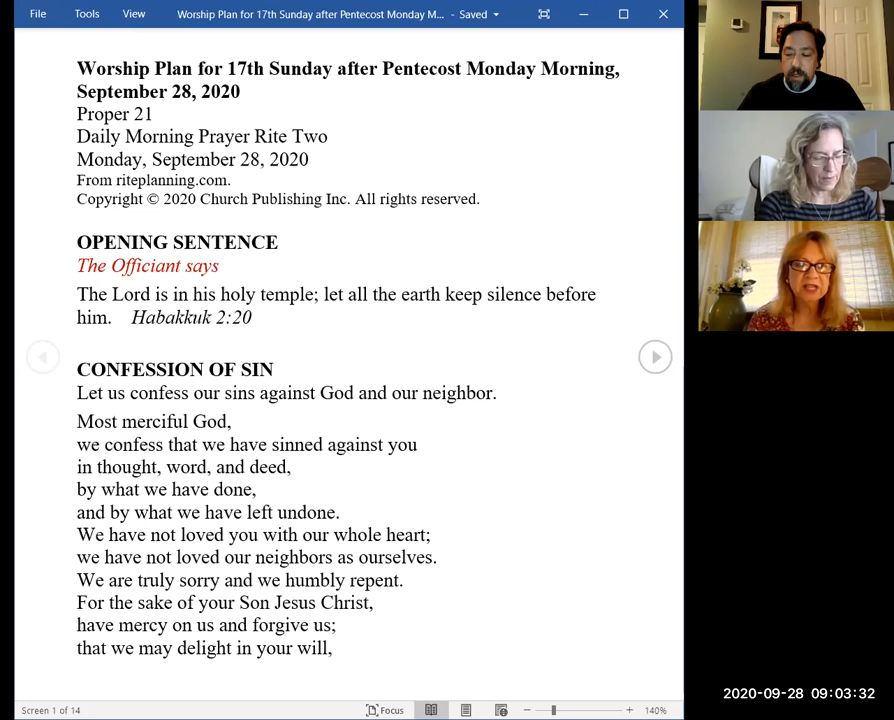 File Tools View Worship Plan for 17th Sunday after Pentecost Monday M... - Saved
Worship Plan for 17th Sunday after Pentecost Monday Morning,
September 28, 2020
Proper 21
Daily Morning Prayer Rite Two
Monday, September 28, 2020
From riteplanning.com.
Copyright © 2020 Church Publishing Inc. All rights reserved.
OPENING SENTENCE
The Officiant says
The Lord is in his holy temple; let all the earth keep silence before
him. Habakkuk 2:20
CONFESSION OF SIN
Let us confess our sins against God and our neighbor.
Most merciful God,
we confess that we have sinned against you
in thought, word, and deed,
by what we have done,
and by what we have left undone.
We have not loved you with our whole heart;
we have not loved our neighbors as ourselves.
We are truly sorry and we humbly repent.
For the sake of your Son Jesus Christ,
have mercy on us and forgive us;
that we may delight in your will,
Screen 1 of 14 Focus 140%
2020-09-28 09:03:32